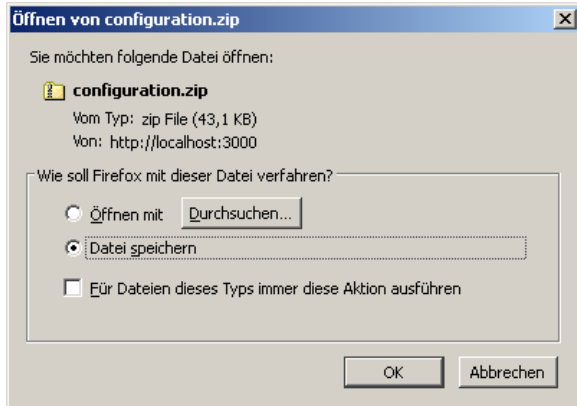 Öffnen von configuration.zip
Sie möchten folgende Datei öffnen:
configuration.zip
Vom Typ: zip File (43,1 KB)
Von: http://localhost:3000
Wie soll Firefox mit dieser Datei verfahren?
Öffnen mit Durchsuchen...
Datei speichern
Für Dateien dieses Typs immer diese Aktion ausführen
OK Abbrechen